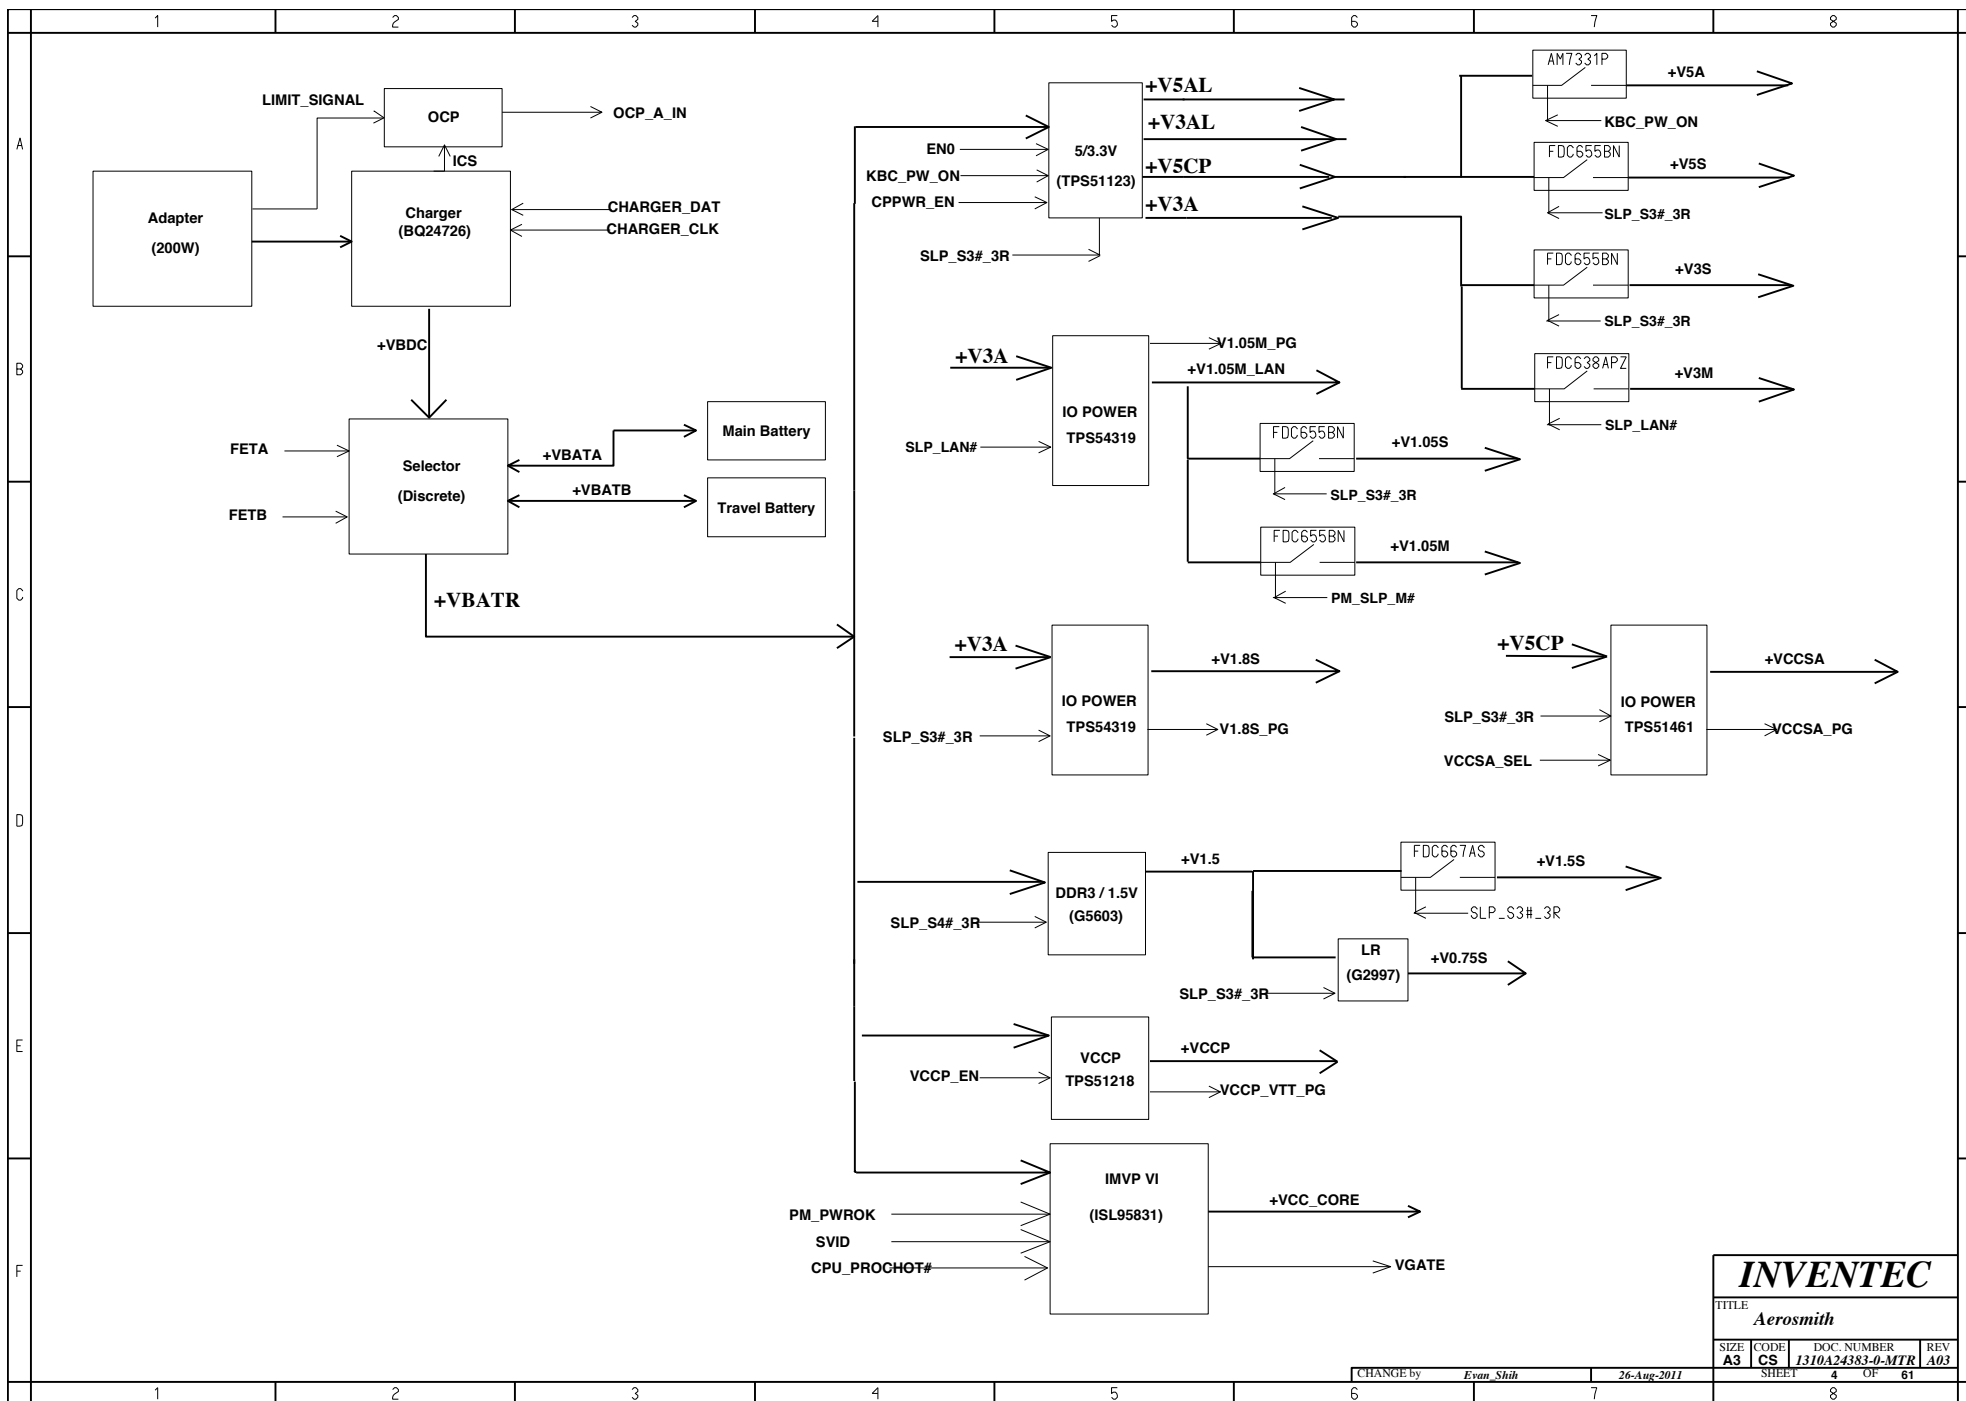 1 2 3 4 5 6 7 8
A
B
C
D
E
F
LIMIT_SIGNAL
OCP
OCP_A_IN
ICS
Adapter
(200W)
Charger
(BQ24726)
CHARGER_DAT
CHARGER_CLK
+VBDC
FETA
FETB
Selector
(Discrete)
+VBATA
+VBATB
Main Battery
Travel Battery
+VBATR
EN0
KBC_PW_ON
CPPWR_EN
SLP_S3#_3R
5/3.3V
(TPS51123)
+V5AL
+V3AL
+V5CP
+V3A
AM7331P
+V5A
KBC_PW_ON
FDC655BN
+V5S
SLP_S3#_3R
FDC655BN
+V3S
SLP_S3#_3R
FDC638APZ
+V3M
SLP_LAN#
+V3A
SLP_LAN#
IO POWER
TPS54319
V1.05M_PG
+V1.05M_LAN
FDC655BN
+V1.05S
SLP_S3#_3R
FDC655BN
+V1.05M
PM_SLP_M#
+V3A
SLP_S3#_3R
IO POWER
TPS54319
+V1.8S
V1.8S_PG
+V5CP
SLP_S3#_3R
VCCSA_SEL
IO POWER
TPS51461
+VCCSA
VCCSA_PG
SLP_S4#_3R
DDR3 / 1.5V
(G5603)
+V1.5
FDC667AS
+V1.5S
SLP_S3#_3R
LR
(G2997)
+V0.75S
SLP_S3#_3R
VCCP_EN
VCCP
TPS51218
+VCCP
VCCP_VTT_PG
PM_PWROK
SVID
CPU_PROCHOT#
IMVP VI
(ISL95831)
+VCC_CORE
VGATE
INVENTEC
TITLE
Aerosmith
SIZE CODE DOC. NUMBER REV
A3 CS 1310A24383-0-MTR A03
CHANGE by Evan_Shih 26-Aug-2011 SHEET 4 OF 61
1 2 3 4 5 6 7 8